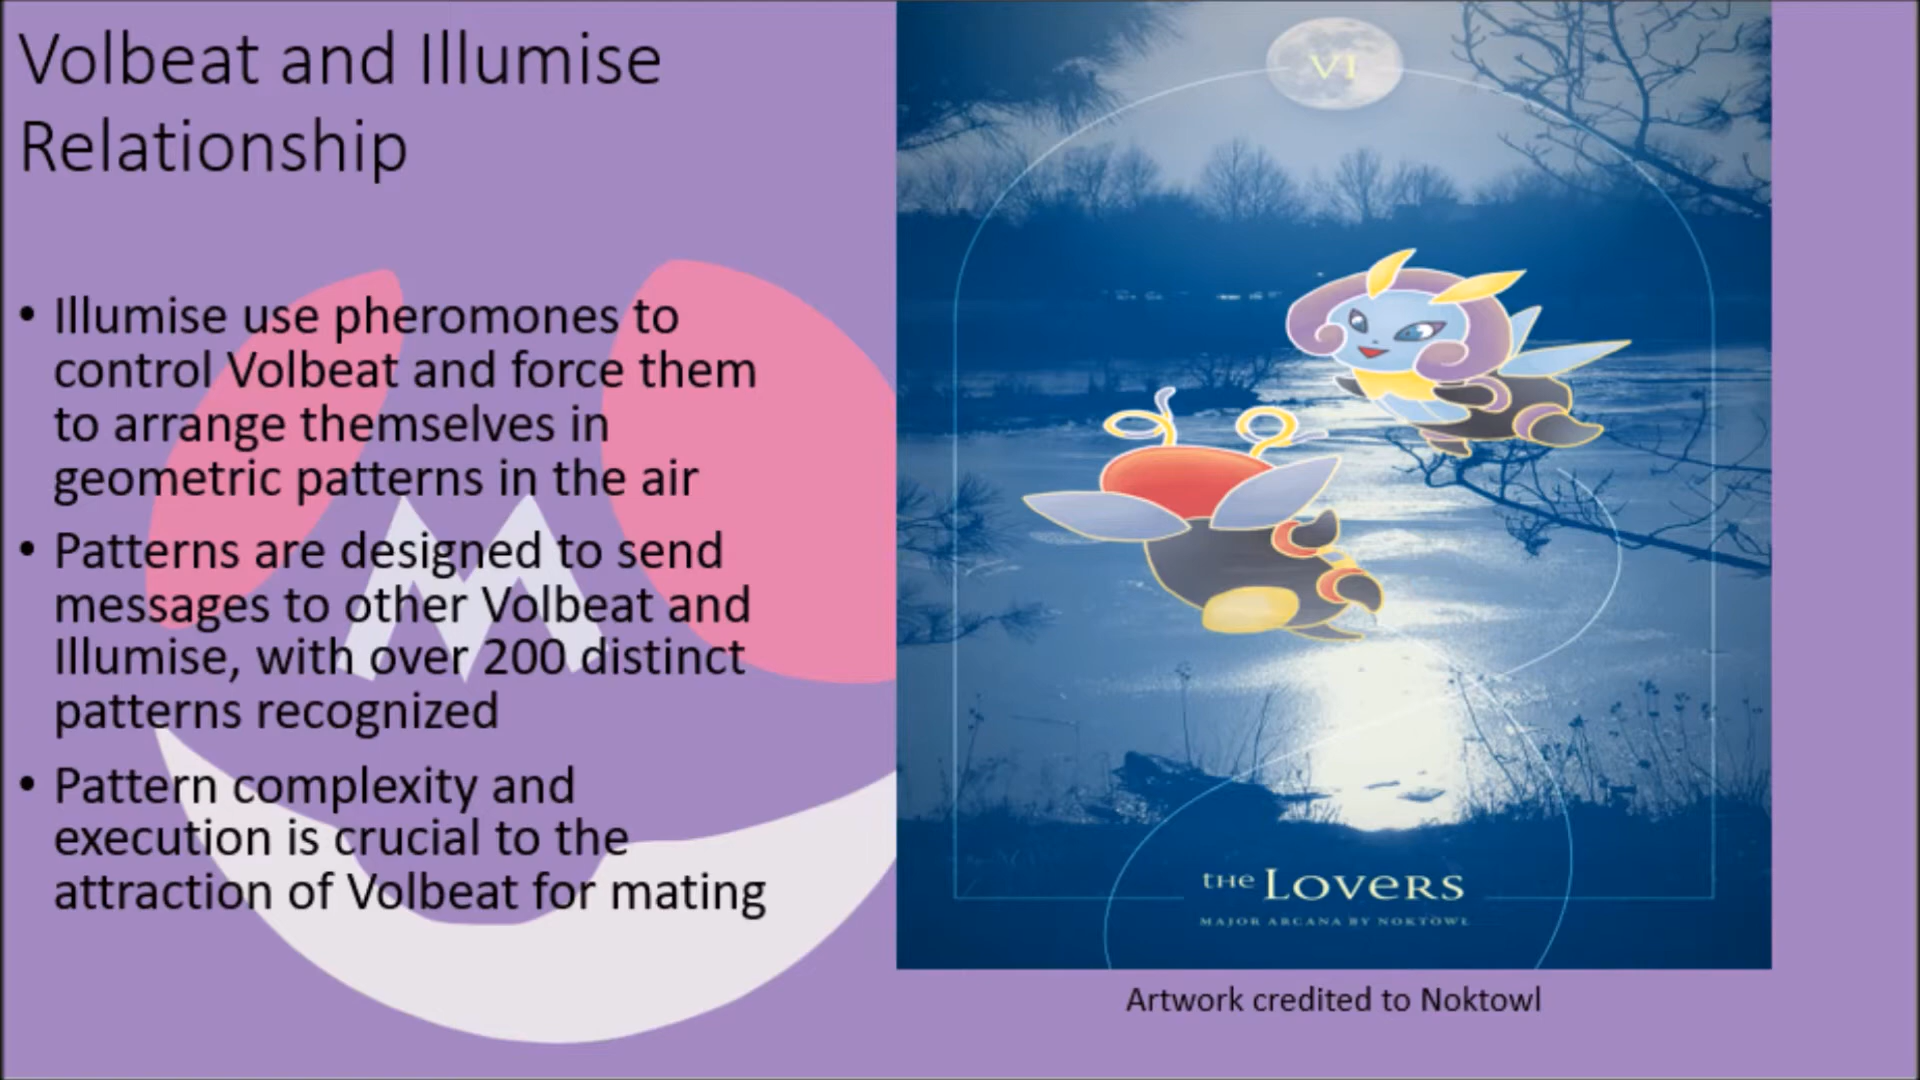 Volbeat and Illumise
Relationship
• Illumise use pheromones to
control Volbeat and force them
to arrange themselves in
geometric patterns in the air
• Patterns are designed to send
messages to other Volbeat and
Illumise, with over 200 distinct
patterns recognized
• Pattern complexity and
execution is crucial to the
attraction of Volbeat for mating
VI
THE LOVERS
MAJOR ARCANA BY NOKTOWL
Artwork credited to Noktowl